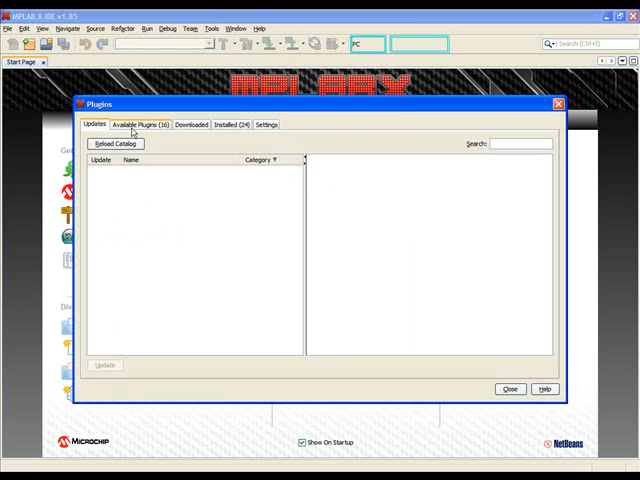 MPLAB X IDE v1.85
File Edit View Navigate Source Refactor Run Debug Team Tools Window Help
PC
Search (Ctrl+I)
Start Page
MPLAB X
Plugins
Updates Available Plugins (16) Downloaded Installed (24) Settings
Reload Catalog
Search:
Update Name Category
Update
Close Help
MICROCHIP
Show On Startup
NetBeans